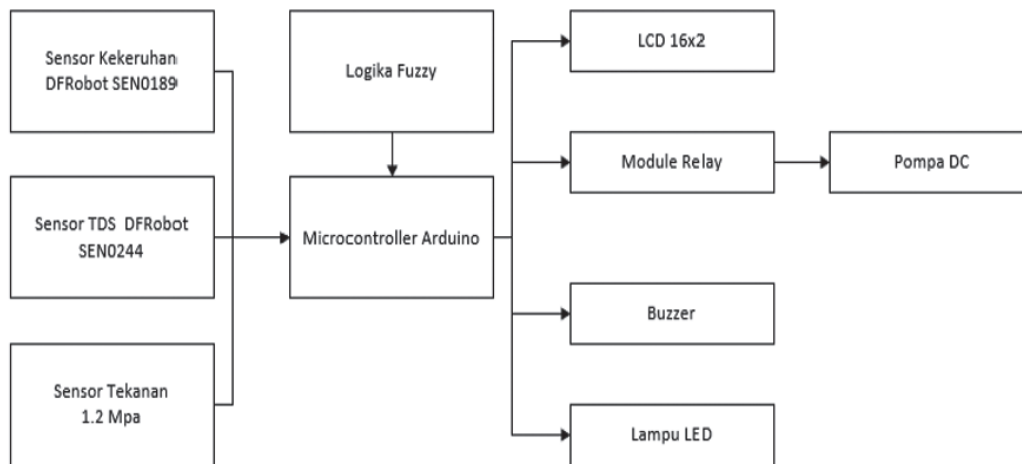 Sensor Kekeruhan
DFRobot SEN0189
Logika Fuzzy
LCD 16x2
Module Relay
Pompa DC
Sensor TDS DFRobot
SEN0244
Microcontroller Arduino
Buzzer
Sensor Tekanan
1.2 Mpa
Lampu LED